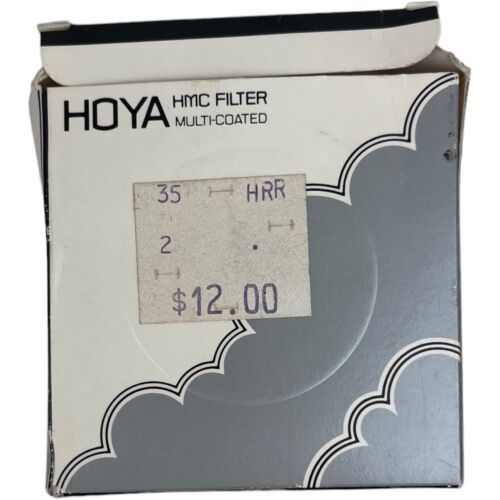 HOYA HMC FILTER
MULTI-COATED
35 HRR
2 .
$12.00